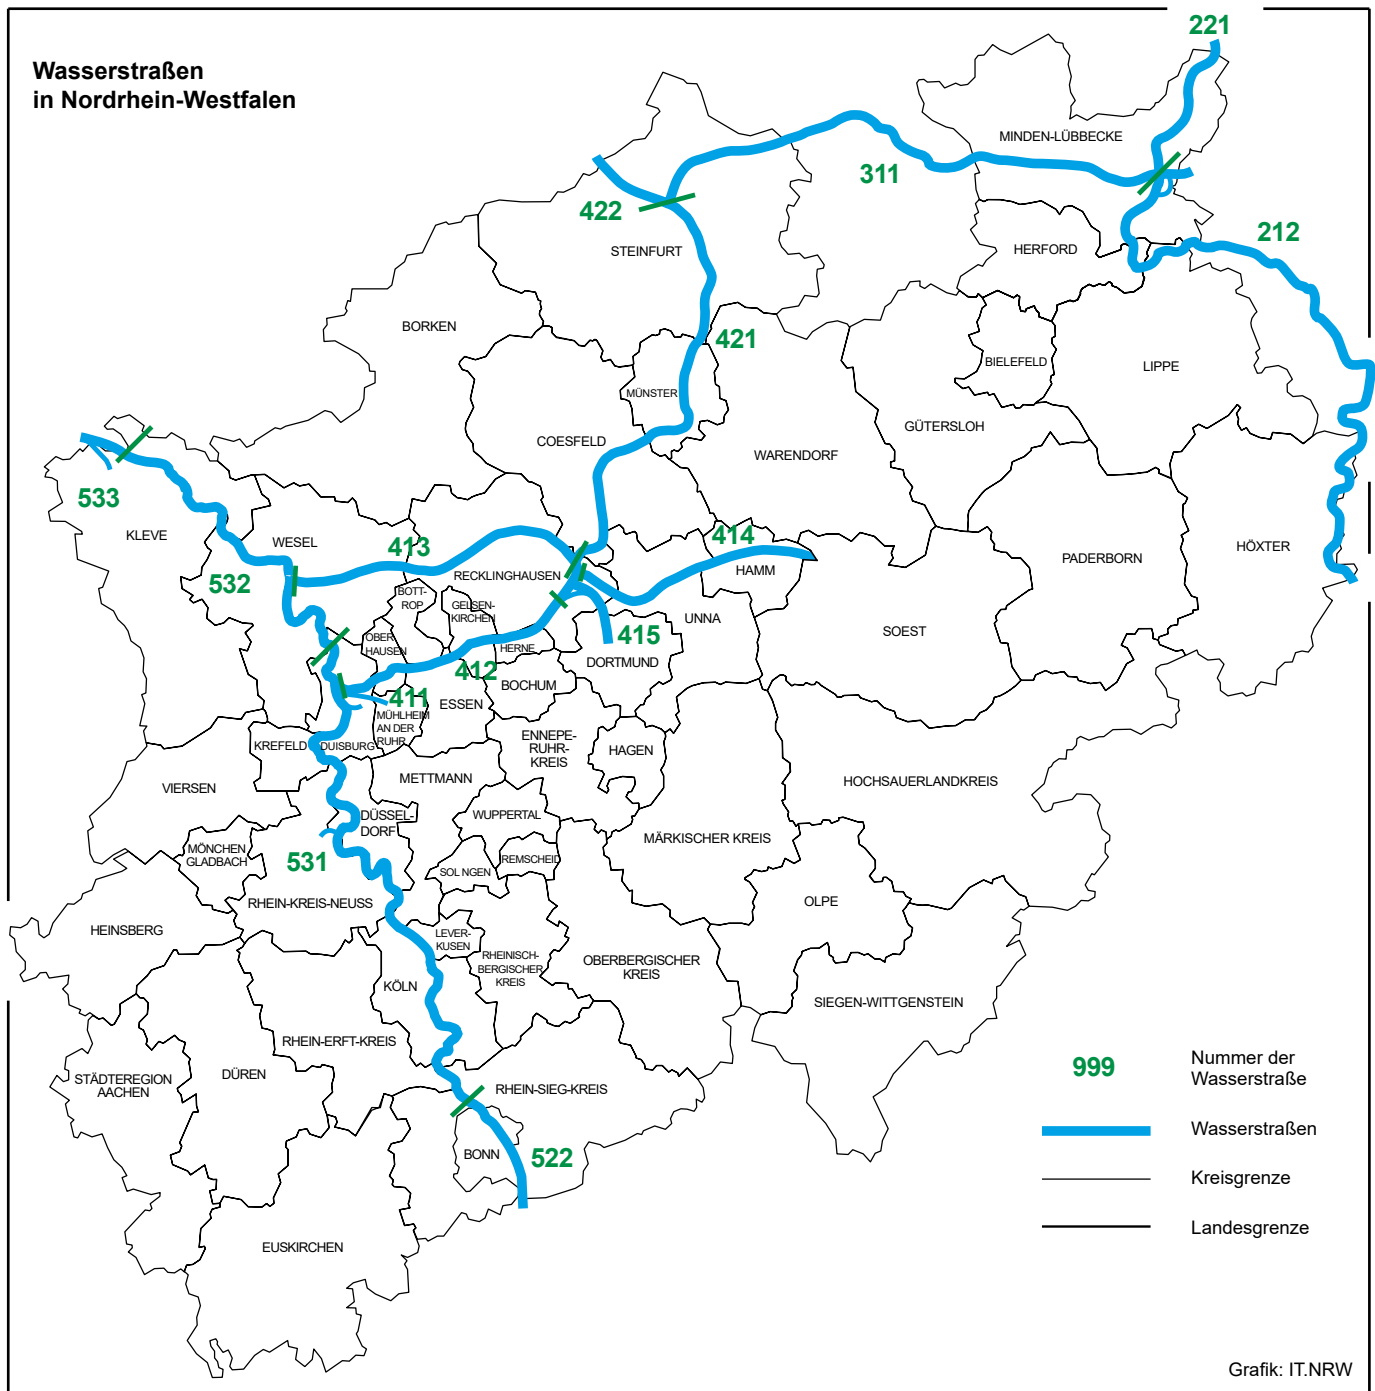 Wasserstraßen
in Nordrhein-Westfalen
221
MINDEN-LÜBBECKE
311
422
212
STEINFURT
HERFORD
BORKEN
421
BIELEFELD
LIPPE
MÜNSTER
GÜTERSLOH
COESFELD
WARENDORF
533
KLEVE
WESEL
413
414
HÖXTER
PADERBORN
532
RECKLINGHAUSEN
HAMM
BOTT-
ROP
GELSEN-
KIRCHEN
UNNA
SOEST
415
OBER
HAUSEN
HERNE
DORTMUND
412
BOCHUM
411
ESSEN
MÜHLHEIM
AN DER
RUHR
KREFELD
DUISBURG
ENNEPE-
RUHR-
KREIS
HAGEN
METTMANN
HOCHSAUERLANDKREIS
VIERSEN
DÜSSEL-
DORF
WUPPERTAL
MÄRKISCHER KREIS
MÖNCHEN
GLADBACH
531
REMSCHEID
SOL NGEN
RHEIN-KREIS-NEUSS
OLPE
HEINSBERG
LEVER-
KUSEN
RHEINISCH-
BERGISCHER
KREIS
OBERBERGISCHER
KREIS
KÖLN
SIEGEN-WITTGENSTEIN
RHEIN-ERFT-KREIS
STÄDTEREGION
AACHEN
DÜREN
RHEIN-SIEG-KREIS
BONN
522
EUSKIRCHEN
999
Nummer der
Wasserstraße
Wasserstraßen
Kreisgrenze
Landesgrenze
Grafik: IT.NRW